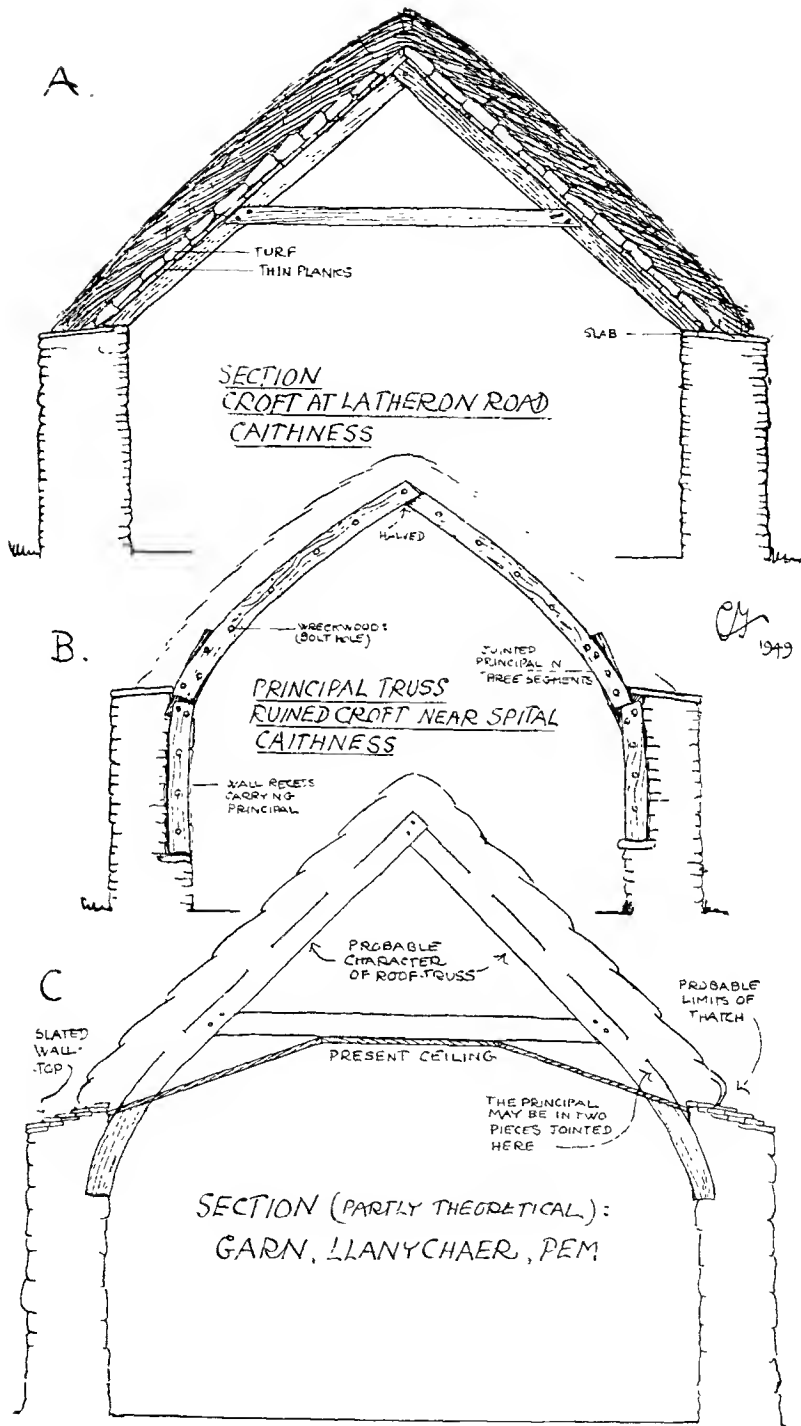 A.
TURF
THIN PLANKS
SLAB
SECTION
CROFT AT LATHERON ROAD
CAITHNESS
HALVED
B.
WRECKWOOD:
(BOLT HOLE)
JOINTED
PRINCIPAL IN
THREE SEGMENTS
1949
PRINCIPAL TRUSS
RUINED CROFT NEAR SPITAL
CAITHNESS
WALL RECESS
CARRYING
PRINCIPAL
C
PROBABLE
CHARACTER
OF ROOF-TRUSS
PROBABLE
LIMITS OF
THATCH
SLATED
WALL-
-TOP
PRESENT CEILING
THE PRINCIPAL
MAY BE IN TWO
PIECES JOINTED
HERE
SECTION (PARTLY THEORETICAL):
GARN, LLANYCHAER, PEM